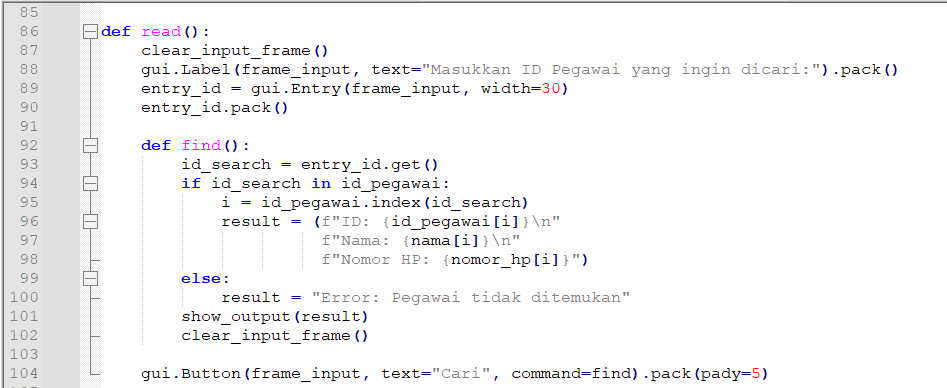 85
86 def read():
87     clear_input_frame()
88     gui.Label(frame_input, text="Masukkan ID Pegawai yang ingin dicari:").pack()
89     entry_id = gui.Entry(frame_input, width=30)
90     entry_id.pack()
91
92     def find():
93         id_search = entry_id.get()
94         if id_search in id_pegawai:
95             i = id_pegawai.index(id_search)
96             result = (f"ID: {id_pegawai[i]}\n"
97                       f"Nama: {nama[i]}\n"
98                       f"Nomor HP: {nomor_hp[i]}")
99         else:
100             result = "Error: Pegawai tidak ditemukan"
101         show_output(result)
102         clear_input_frame()
103
104     gui.Button(frame_input, text="Cari", command=find).pack(pady=5)